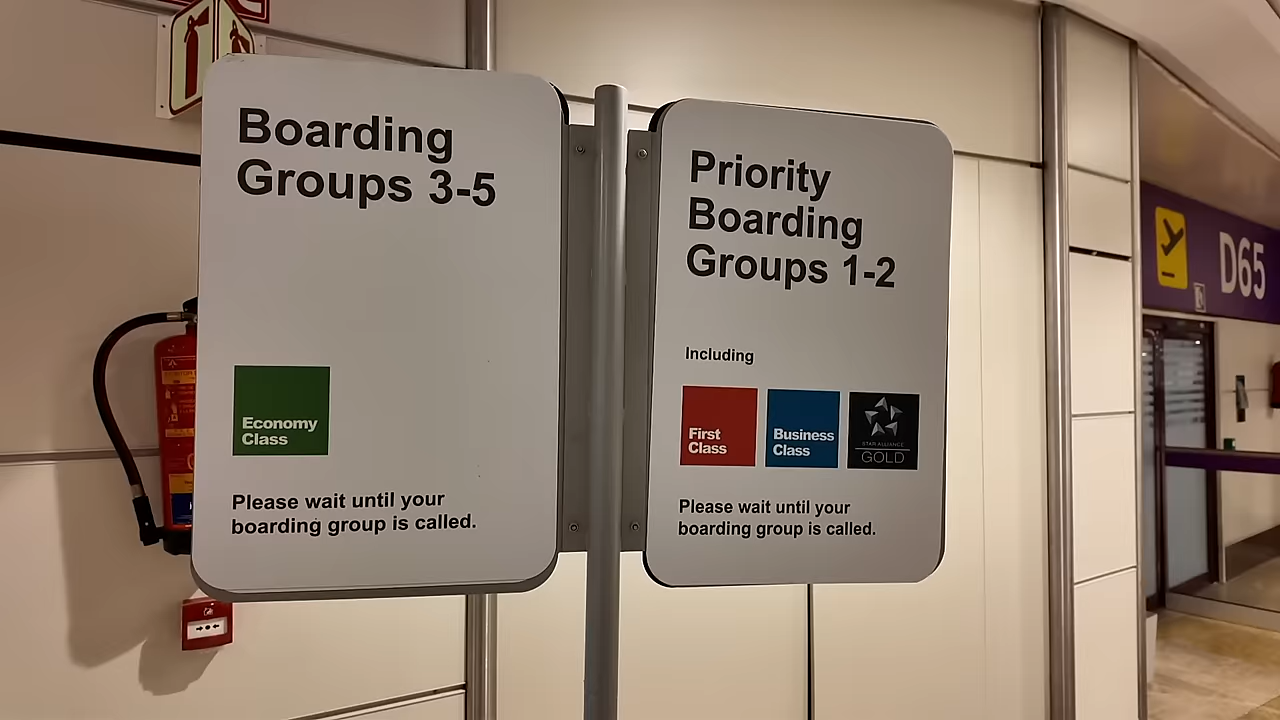 Boarding
Groups 3-5
Economy
Class
Please wait until your
boarding group is called.
Priority
Boarding
Groups 1-2
Including
First
Class
Business
Class
STAR ALLIANCE
GOLD
Please wait until your
boarding group is called.
D65